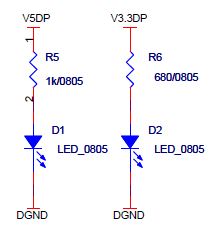 V5DP
V3.3DP
1
R5
1k/0805
2
R6
680/0805
D1
LED_0805
D2
LED_0805
DGND
DGND